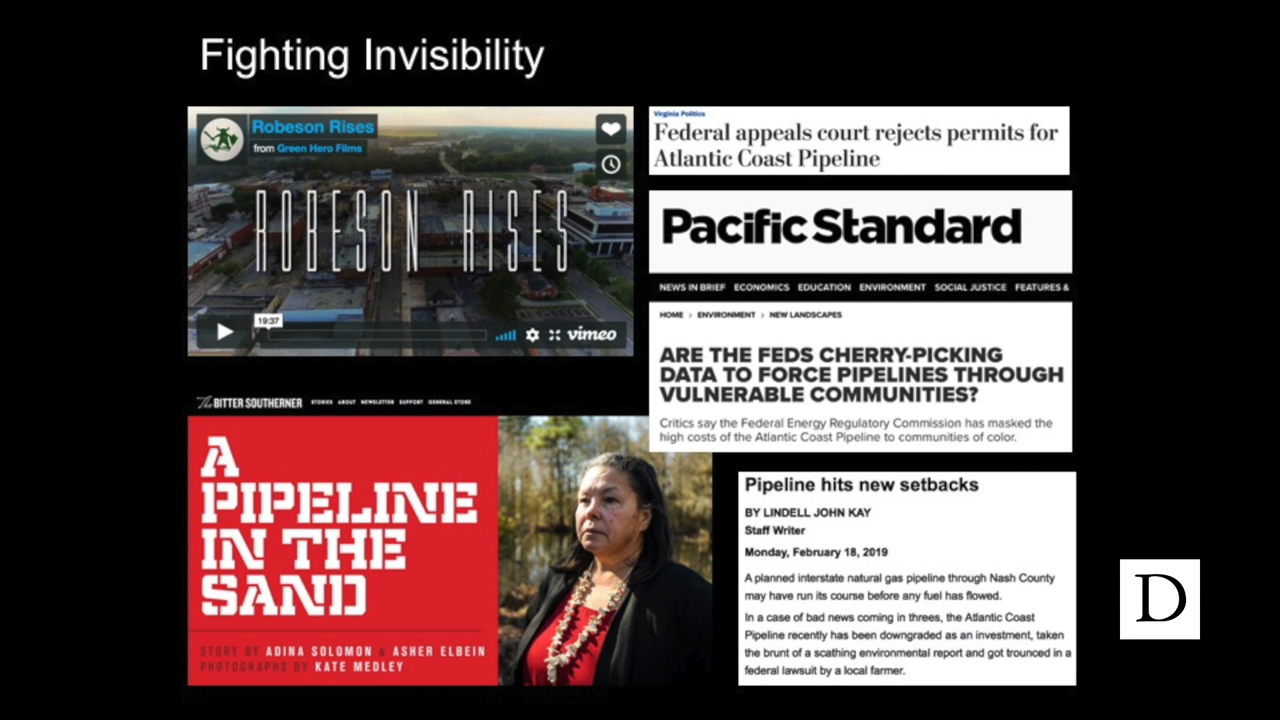 Fighting Invisibility
Robeson Rises
from Green Hero Films
ROBESON RISES
19:37
vimeo
Virginia Politics
Federal appeals court rejects permits for
Atlantic Coast Pipeline
Pacific Standard
NEWS IN BRIEF ECONOMICS EDUCATION ENVIRONMENT SOCIAL JUSTICE FEATURES &
HOME > ENVIRONMENT > NEW LANDSCAPES
ARE THE FEDS CHERRY-PICKING
DATA TO FORCE PIPELINES THROUGH
VULNERABLE COMMUNITIES?
Critics say the Federal Energy Regulatory Commission has masked the
high costs of the Atlantic Coast Pipeline to communities of color.
The BITTER SOUTHERNER STORIES ABOUT NEWSLETTER SUPPORT GENERAL STORE
A
PIPELINE
IN THE
SAND
STORY BY ADINA SOLOMON & ASHER ELBEIN
PHOTOGRAPHS BY KATE MEDLEY
Pipeline hits new setbacks
BY LINDELL JOHN KAY
Staff Writer
Monday, February 18, 2019
A planned interstate natural gas pipeline through Nash County
may have run its course before any fuel has flowed.
In a case of bad news coming in threes, the Atlantic Coast
Pipeline recently has been downgraded as an investment, taken
the brunt of a scathing environmental report and got trounced in a
federal lawsuit by a local farmer.
D